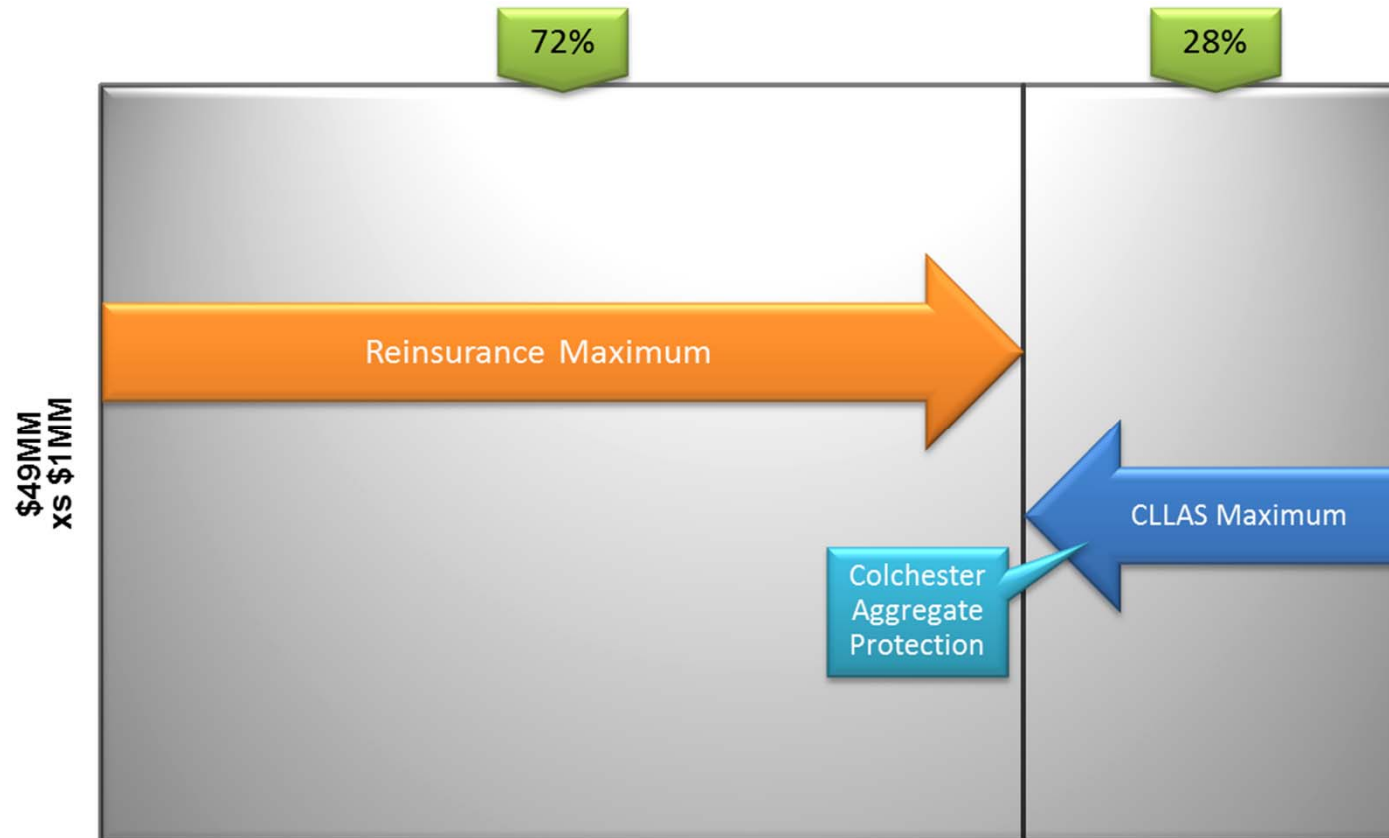 72%
28%
Reinsurance Maximum
$49MM
xs $1MM
CLLAS Maximum
Colchester
Aggregate
Protection